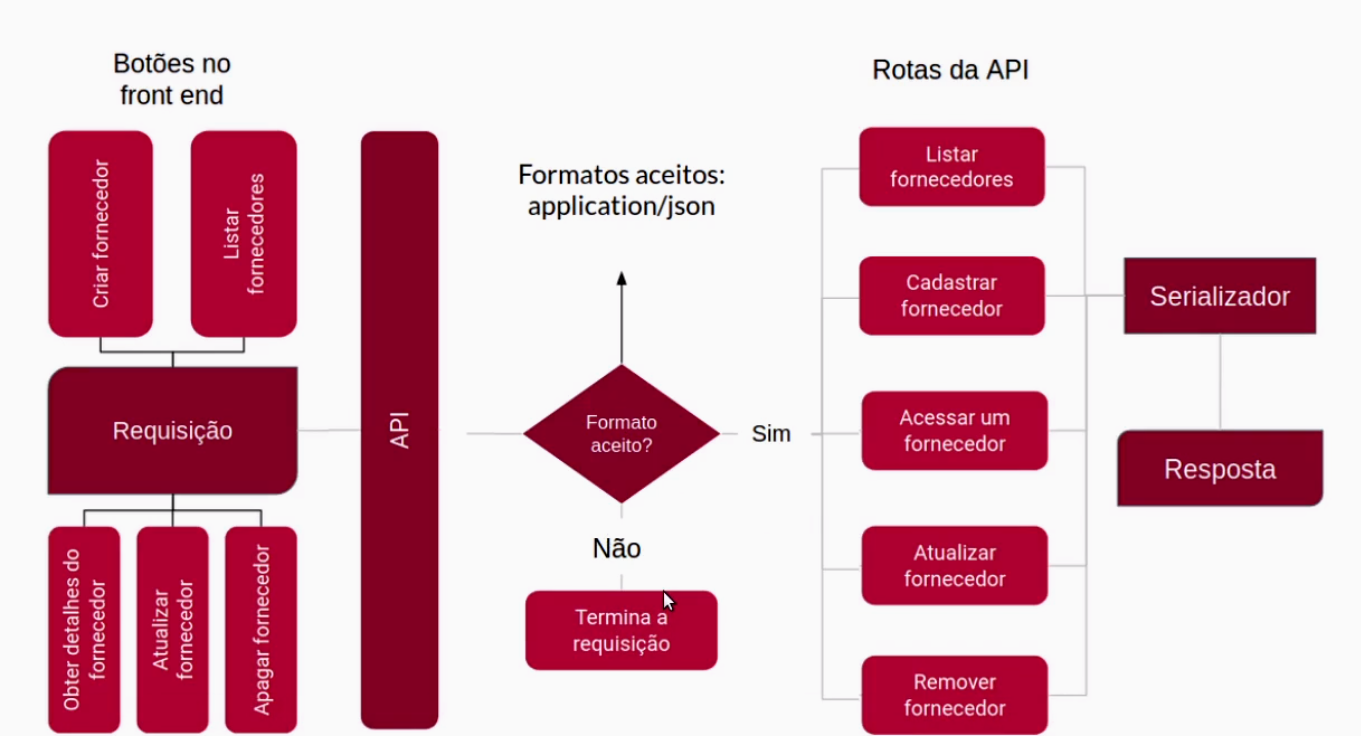 Botões no
front end
Criar fornecedor
Listar
fornecedores
Requisição
Obter detalhes do
fornecedor
Atualizar
fornecedor
Apagar fornecedor
API
Formatos aceitos:
application/json
Formato
aceito?
Sim
Não
Termina a
requisição
Rotas da API
Listar
fornecedores
Cadastrar
fornecedor
Acessar um
fornecedor
Atualizar
fornecedor
Remover
fornecedor
Serializador
Resposta